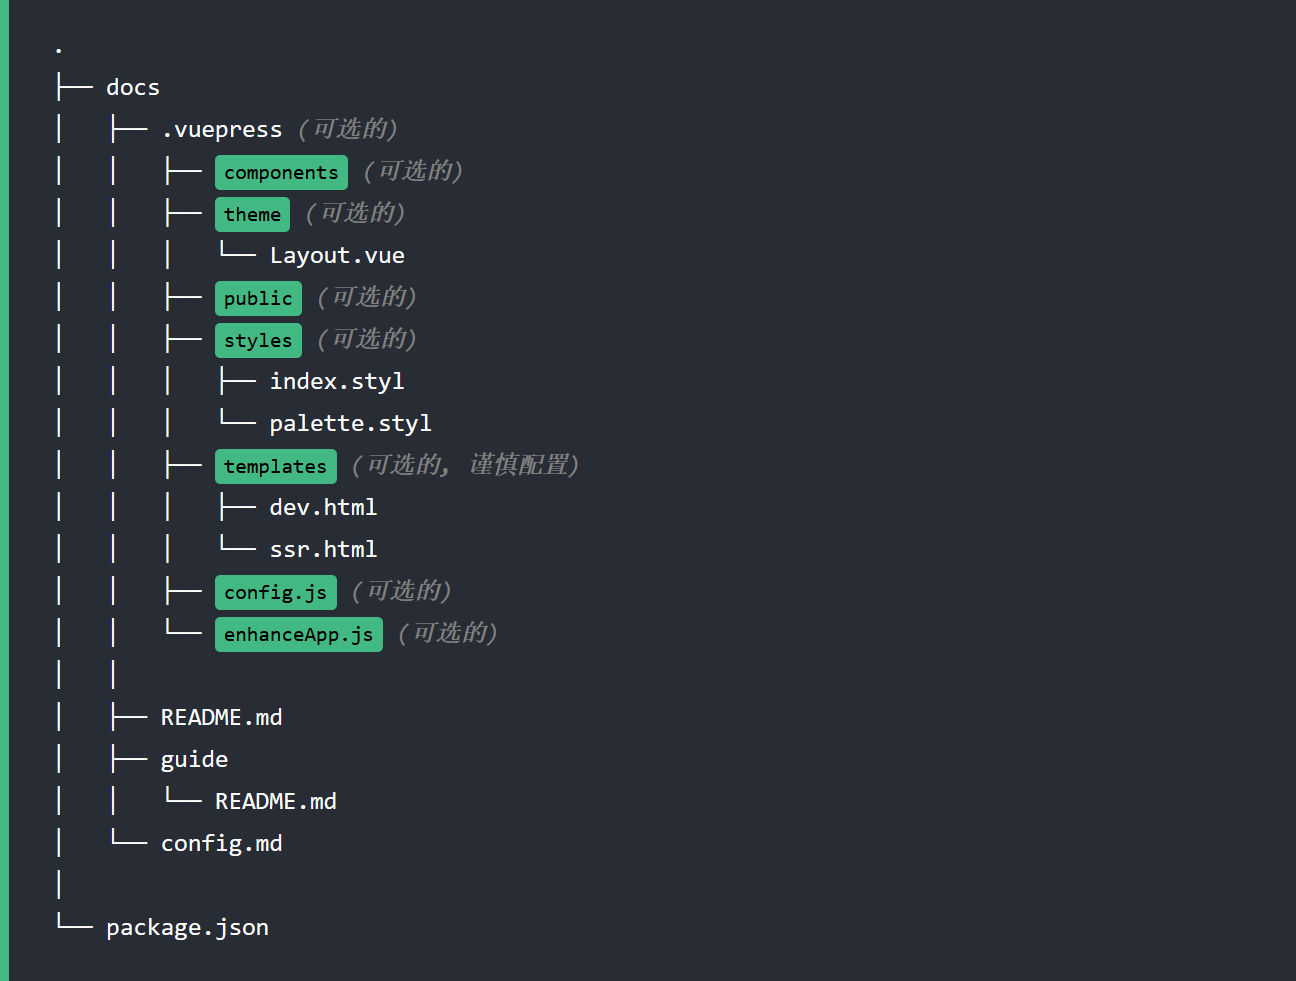 .
├── docs
│   ├── .vuepress (可选的)
│   │   ├── components (可选的)
│   │   ├── theme (可选的)
│   │   │   └── Layout.vue
│   │   ├── public (可选的)
│   │   ├── styles (可选的)
│   │   │   ├── index.styl
│   │   │   └── palette.styl
│   │   ├── templates (可选的, 谨慎配置)
│   │   │   ├── dev.html
│   │   │   └── ssr.html
│   │   ├── config.js (可选的)
│   │   └── enhanceApp.js (可选的)
│   │
│   ├── README.md
│   ├── guide
│   │   └── README.md
│   └── config.md
│
└── package.json